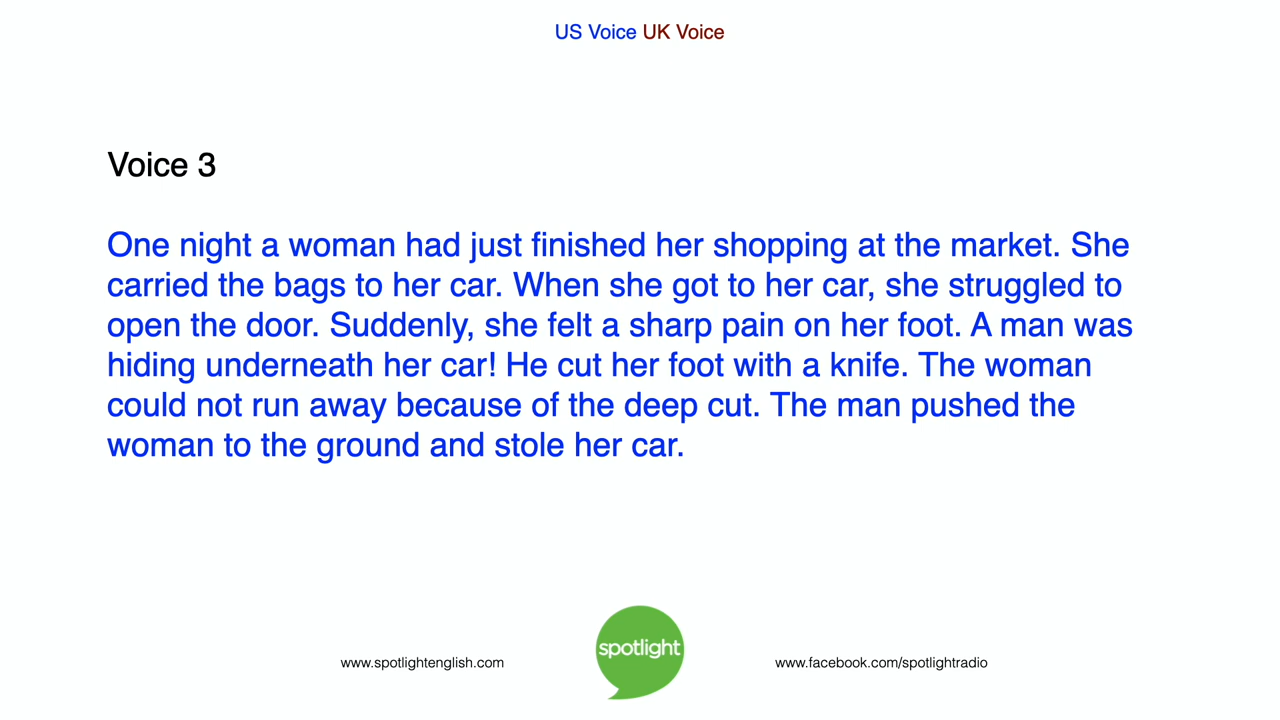 US Voice UK Voice
Voice 3
One night a woman had just finished her shopping at the market. She
carried the bags to her car. When she got to her car, she struggled to
open the door. Suddenly, she felt a sharp pain on her foot. A man was
hiding underneath her car! He cut her foot with a knife. The woman
could not run away because of the deep cut. The man pushed the
woman to the ground and stole her car.
spotlight
www.spotlightenglish.com
www.facebook.com/spotlightradio